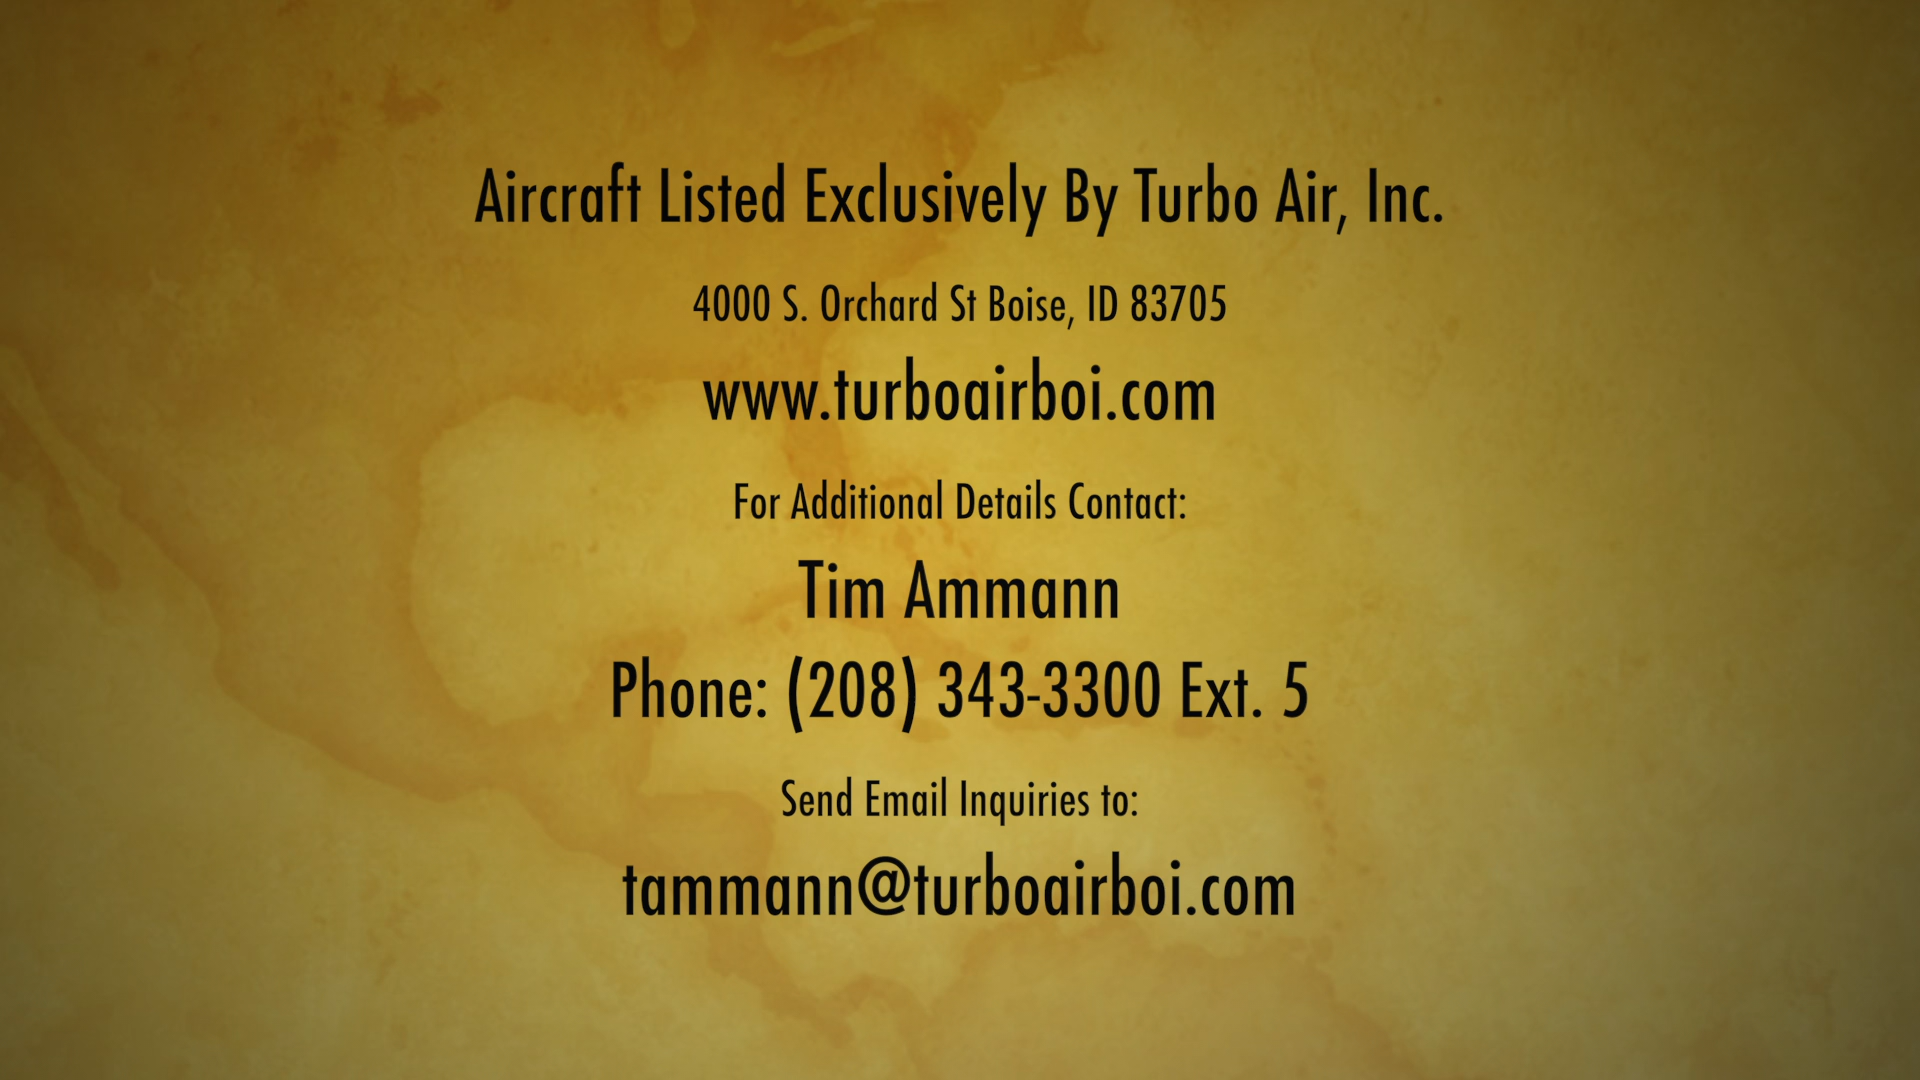 Aircraft Listed Exclusively By Turbo Air, Inc.
4000 S. Orchard St Boise, ID 83705
www.turboairboi.com
For Additional Details Contact:
Tim Ammann
Phone: (208) 343-3300 Ext. 5
Send Email Inquiries to:
tammann@turboairboi.com